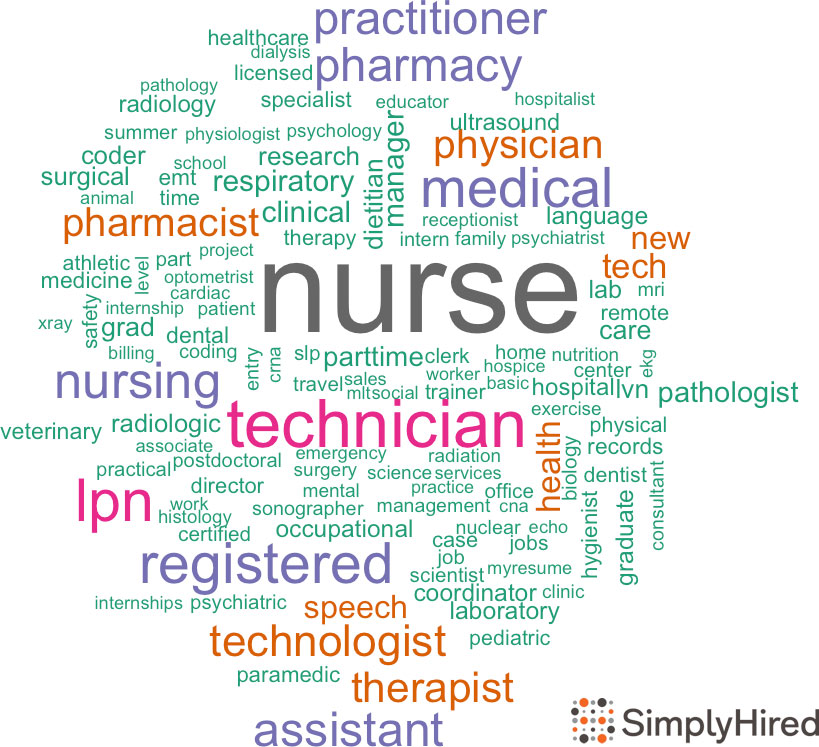 practitioner
healthcare
dialysis
licensed pharmacy
pathology
radiology specialist educator hospitalist
ultrasound
summer physiologist psychology
physician
coder school research
dietitian
manager
surgical emt respiratory medical
animal time
pharmacist clinical receptionist language
therapy intern family psychiatrist new
athletic part project
nurse
tech
medicine level optometrist
cardiac
lab mri
safety internship patient
remote
xray grad dental care
billing coding entry crna slp parttime clerk home nutrition ekg
hospice center
nursing travel sales worker basic
mlt social trainer hospital lvn pathologist
exercise
veterinary radiologic technician physical
associate health biology records
practical postdoctoral emergency radiation
surgery science services dentist consultant
lpn director mental practice office
work sonographer management cna hygienist graduate
histology
certified occupational nuclear echo
case jobs
registered job
scientist myresume
coordinator clinic
internships psychiatric speech laboratory
technologist pediatric
paramedic
therapist
assistant
SimplyHired